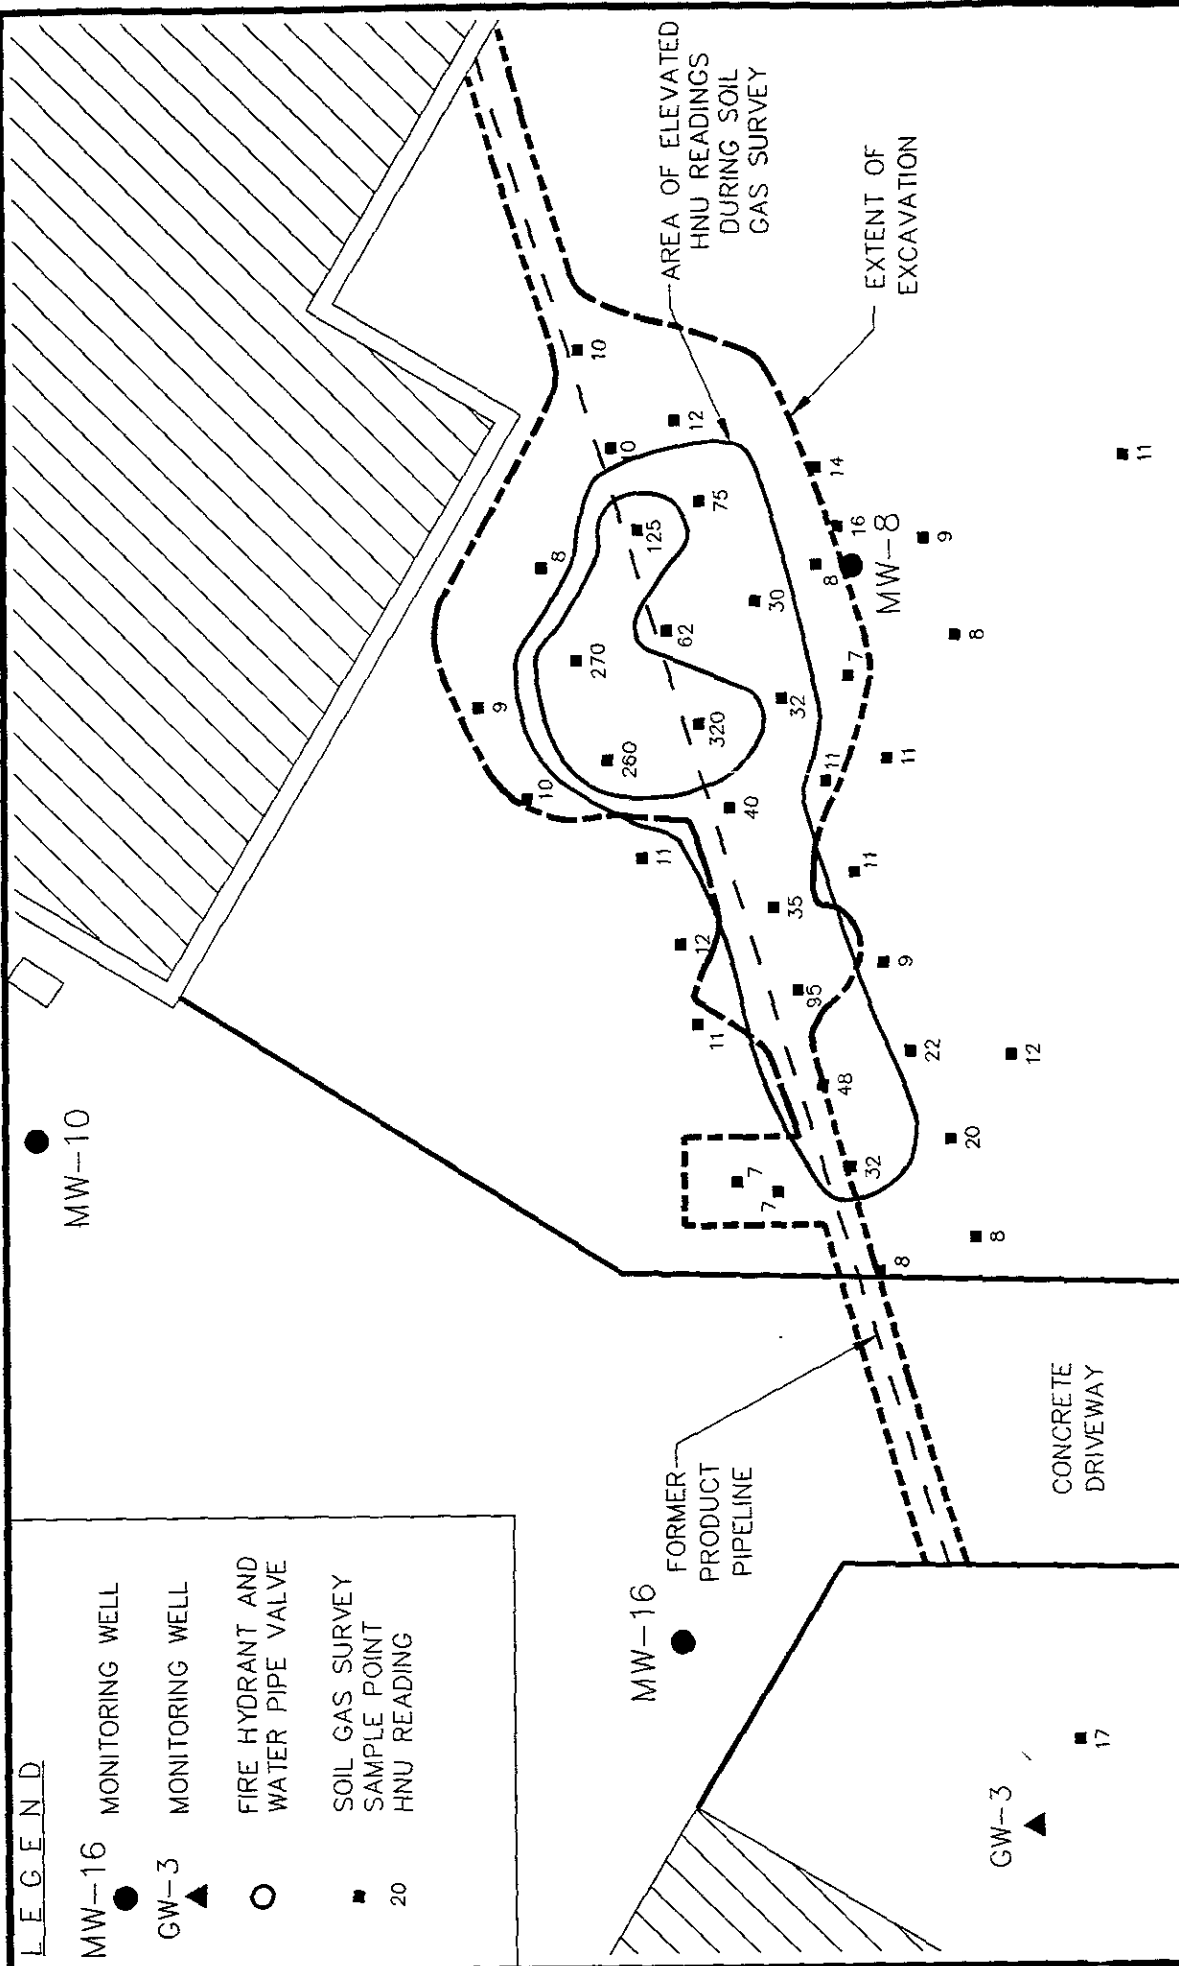 LEGEND
MW-16
MONITORING WELL
GW-3
MONITORING WELL
FIRE HYDRANT AND
WATER PIPE VALVE
20
SOIL GAS SURVEY
SAMPLE POINT
HNU READING
MW-10
MW-16
FORMER
PRODUCT
PIPELINE
CONCRETE
DRIVEWAY
GW-3
17
AREA OF ELEVATED
HNU READINGS
DURING SOIL
GAS SURVEY
EXTENT OF
EXCAVATION
MW-8
10
12
10
75
125
8
14
16
8
9
11
30
62
270
9
8
7
32
320
260
10
11
11
40
11
11
35
12
9
95
11
22
12
48
20
32
7
7
8
8